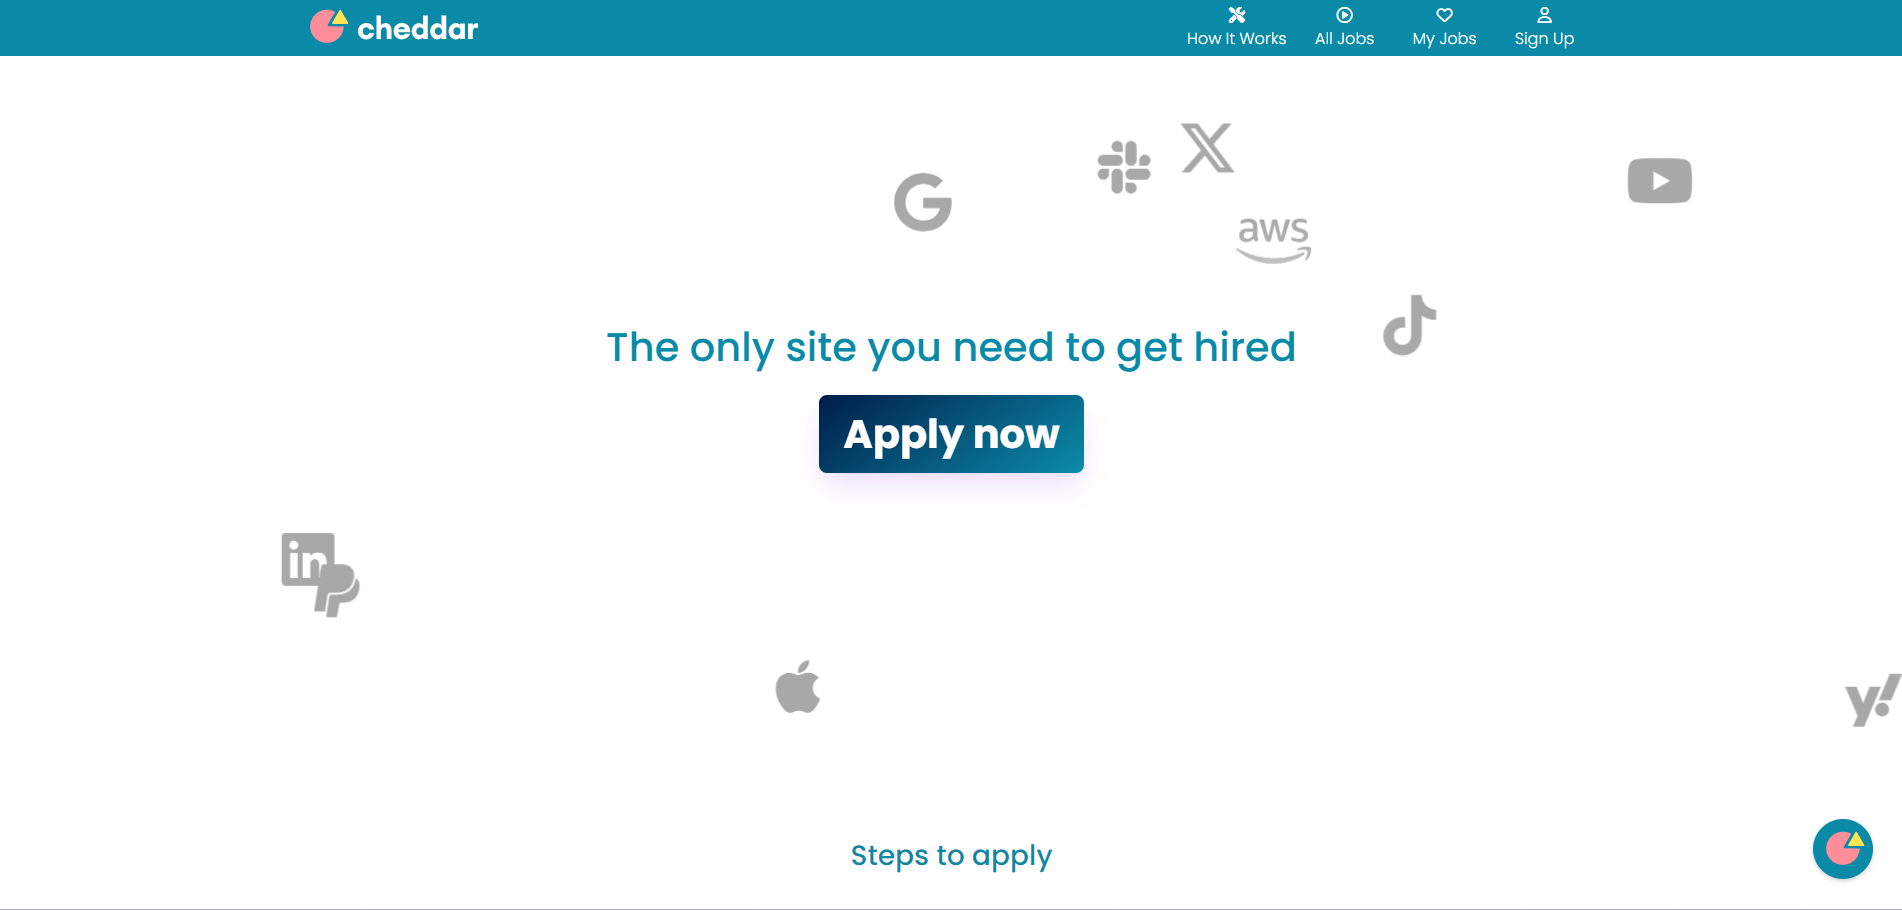 cheddar
How It Works
All Jobs
My Jobs
Sign Up
aws
The only site you need to get hired
Apply now
in
y!
Steps to apply